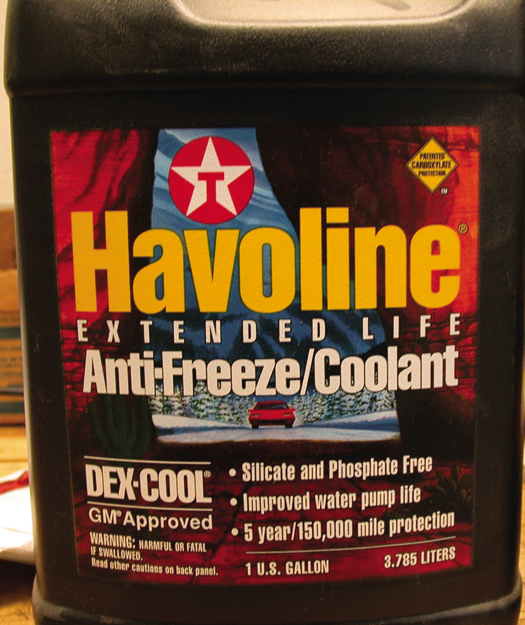 PATENTED
CARBOXYLATE
PROTECTION
TM
T
Havoline®
EXTENDED LIFE
Anti-Freeze/Coolant
DEX-COOL®
GM® Approved
WARNING: HARMFUL OR FATAL
IF SWALLOWED.
Read other cautions on back panel.
• Silicate and Phosphate Free
• Improved water pump life
• 5 year/150,000 mile protection
1 U.S. GALLON 3.785 LITERS